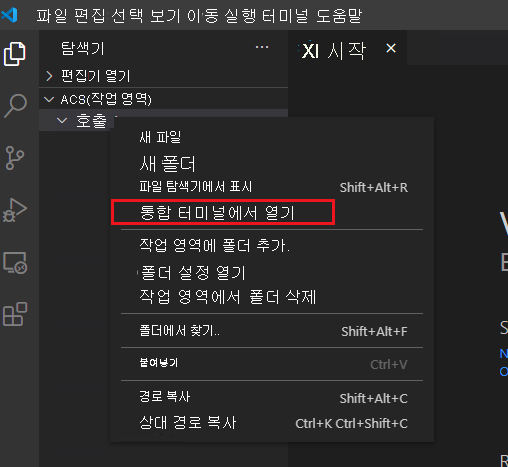 파일 편집 선택 보기 이동 실행 터미널 도움말
탐색기 ...
XI 시작 ×
편집기 열기
ACS(작업 영역)
호출
새 파일
새 폴더
파일 탐색기에서 표시 Shift+Alt+R
통합 터미널에서 열기
작업 영역에 폴더 추가.
폴더 설정 열기
작업 영역에서 폴더 삭제
폴더에서 찾기.. Shift+Alt+F
붙여넣기 Ctrl+V
경로 복사 Shift+Alt+C
상대 경로 복사 Ctrl+K Ctrl+Shift+C